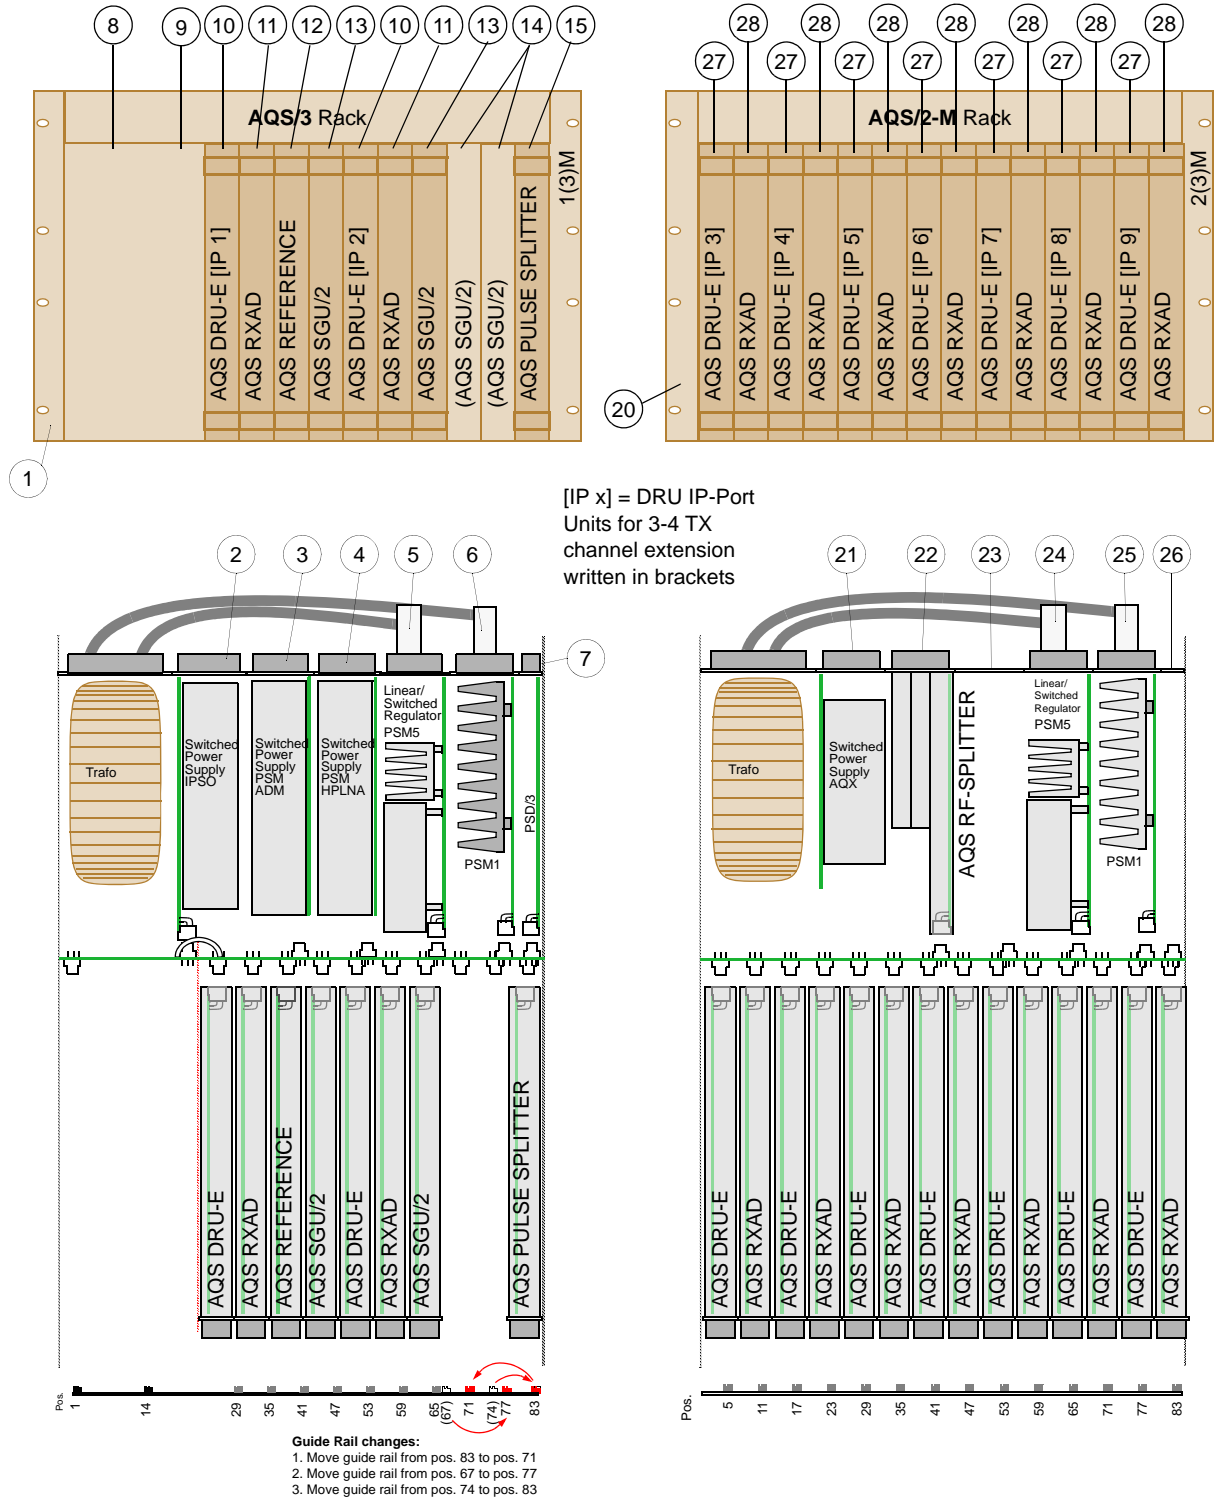 8 9 10 11 12 13 10 11 13 14 15
28 28 28 28 28 28 28
27 27 27 27 27 27 27
AQS/3 Rack
AQS/2-M Rack
1(3)M
2(3)M
AQS DRU-E [IP 1]
AQS RXAD
AQS REFERENCE
AQS SGU/2
AQS DRU-E [IP 2]
AQS RXAD
AQS SGU/2
(AQS SGU/2)
(AQS SGU/2)
AQS PULSE SPLITTER
AQS DRU-E [IP 3]
AQS RXAD
AQS DRU-E [IP 4]
AQS RXAD
AQS DRU-E [IP 5]
AQS RXAD
AQS DRU-E [IP 6]
AQS RXAD
AQS DRU-E [IP 7]
AQS RXAD
AQS DRU-E [IP 8]
AQS RXAD
AQS DRU-E [IP 9]
AQS RXAD
1
20
[IP x] = DRU IP-Port
Units for 3-4 TX
channel extension
written in brackets
2 3 4 5 6 7
21 22 23 24 25 26
Trafo
Switched
Power
Supply
IPSO
Switched
Power
Supply
PSM
ADM
Switched
Power
Supply
PSM
HPLNA
Linear/
Switched
Regulator
PSM5
PSM1
PSD/3
Trafo
Switched
Power
Supply
AQX
AQS RF-SPLITTER
Linear/
Switched
Regulator
PSM5
PSM1
AQS DRU-E
AQS RXAD
AQS REFERENCE
AQS SGU/2
AQS DRU-E
AQS RXAD
AQS SGU/2
AQS PULSE SPLITTER
AQS DRU-E
AQS RXAD
AQS DRU-E
AQS RXAD
AQS DRU-E
AQS RXAD
AQS DRU-E
AQS RXAD
AQS DRU-E
AQS RXAD
AQS DRU-E
AQS RXAD
AQS DRU-E
AQS RXAD
Pos. 1 14 29 35 41 47 53 59 65 (67) 71 (74) 77 83
Pos. 5 11 17 23 29 35 41 47 53 59 65 71 77 83
Guide Rail changes:
1. Move guide rail from pos. 83 to pos. 71
2. Move guide rail from pos. 67 to pos. 77
3. Move guide rail from pos. 74 to pos. 83